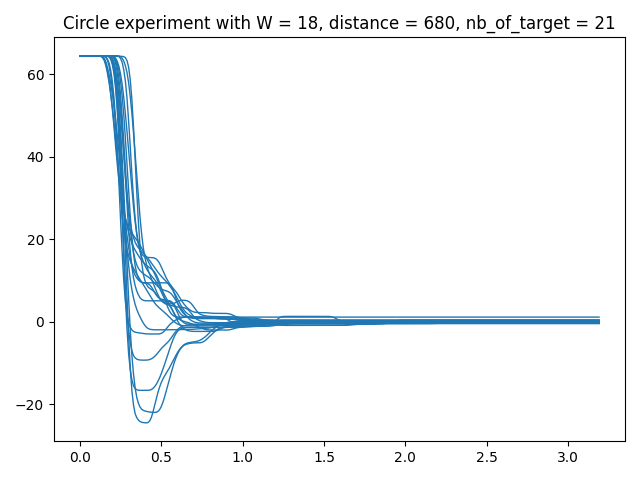 Circle experiment with W = 18, distance = 680, nb_of_target = 21
60
40
20
0
−20
0.0 0.5 1.0 1.5 2.0 2.5 3.0